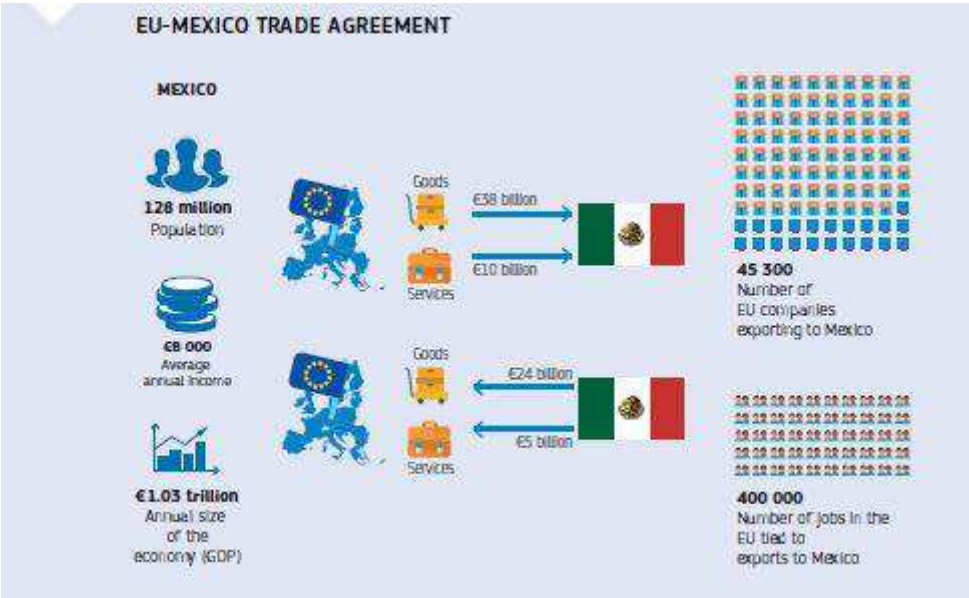 EU-MEXICO TRADE AGREEMENT
MEXICO
128 million
Population
€8 000
Average
annual income
€1.03 trillion
Annual size
of the
economy (GDP)
Goods
€38 billion
€10 billion
Services
Goods
€24 billion
€5 billion
Services
45 300
Number of
EU companies
exporting to Mexico
400 000
Number of jobs in the
EU tied to
exports to Mexico